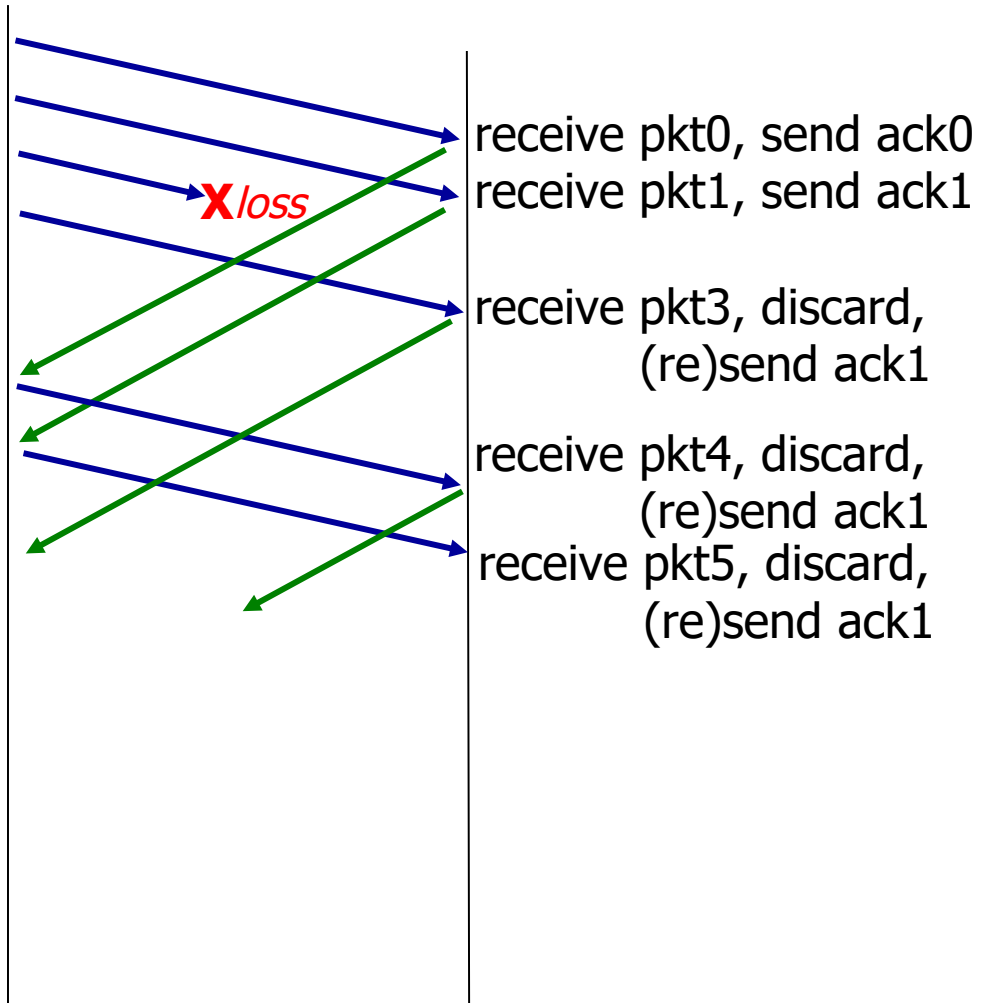 receive pkt0, send ack0
receive pkt1, send ack1
Xloss
receive pkt3, discard,
(re)send ack1
receive pkt4, discard,
(re)send ack1
receive pkt5, discard,
(re)send ack1